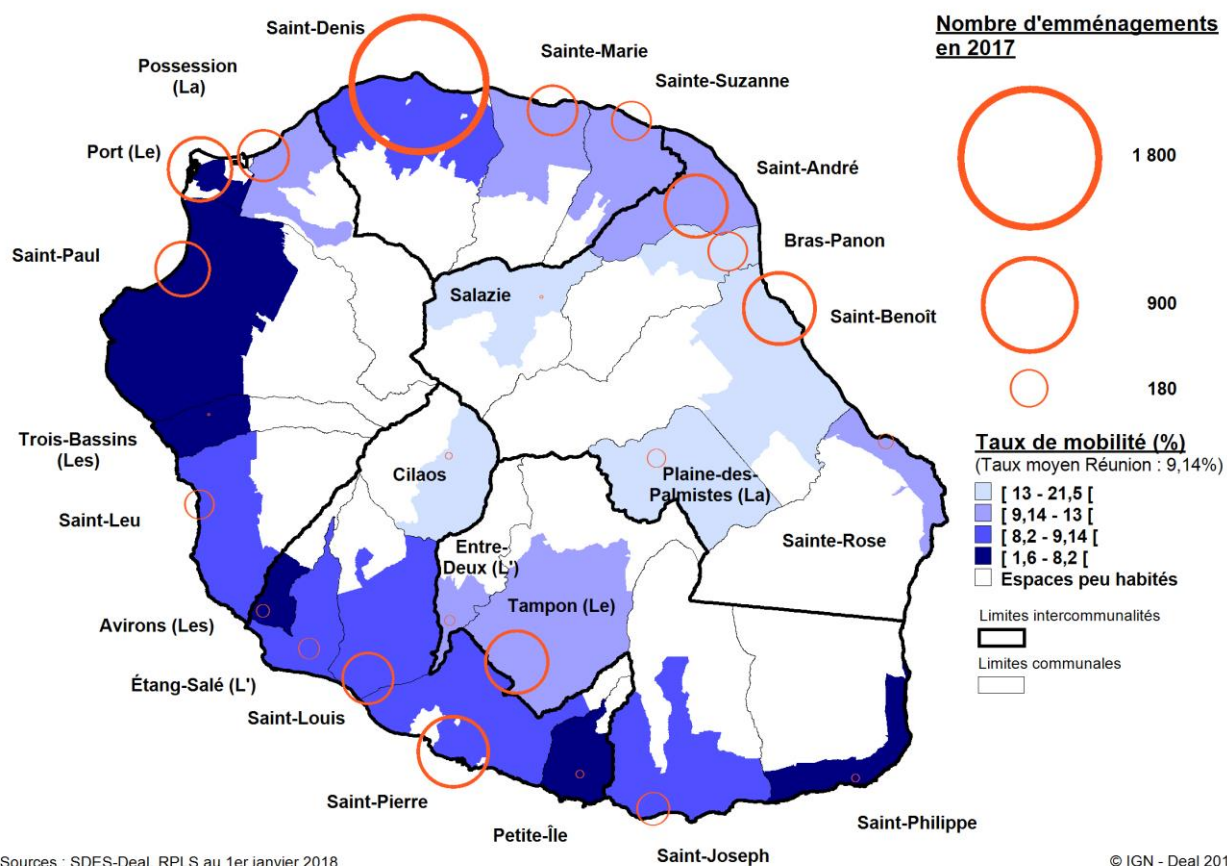 Saint-Denis
Sainte-Marie
Sainte-Suzanne
Possession
(La)
Port (Le)
Saint-André
Bras-Panon
Saint-Paul
Salazie
Saint-Benoît
Trois-Bassins
(Les)
Cilaos
Plaine-des-
Palmistes (La)
Saint-Leu
Entre-
Deux (L')
Sainte-Rose
Tampon (Le)
Avirons (Les)
Étang-Salé (L')
Saint-Louis
Saint-Pierre
Petite-Île
Saint-Joseph
Saint-Philippe
Nombre d'emménagements
en 2017
1 800
900
180
Taux de mobilité (%)
(Taux moyen Réunion : 9,14%)
[ 13 - 21,5 [
[ 9,14 - 13 [
[ 8,2 - 9,14 [
[ 1,6 - 8,2 [
Espaces peu habités
Limites intercommunalités
Limites communales
Sources : SDES-Deal, RPLS au 1er janvier 2018
© IGN - Deal 201